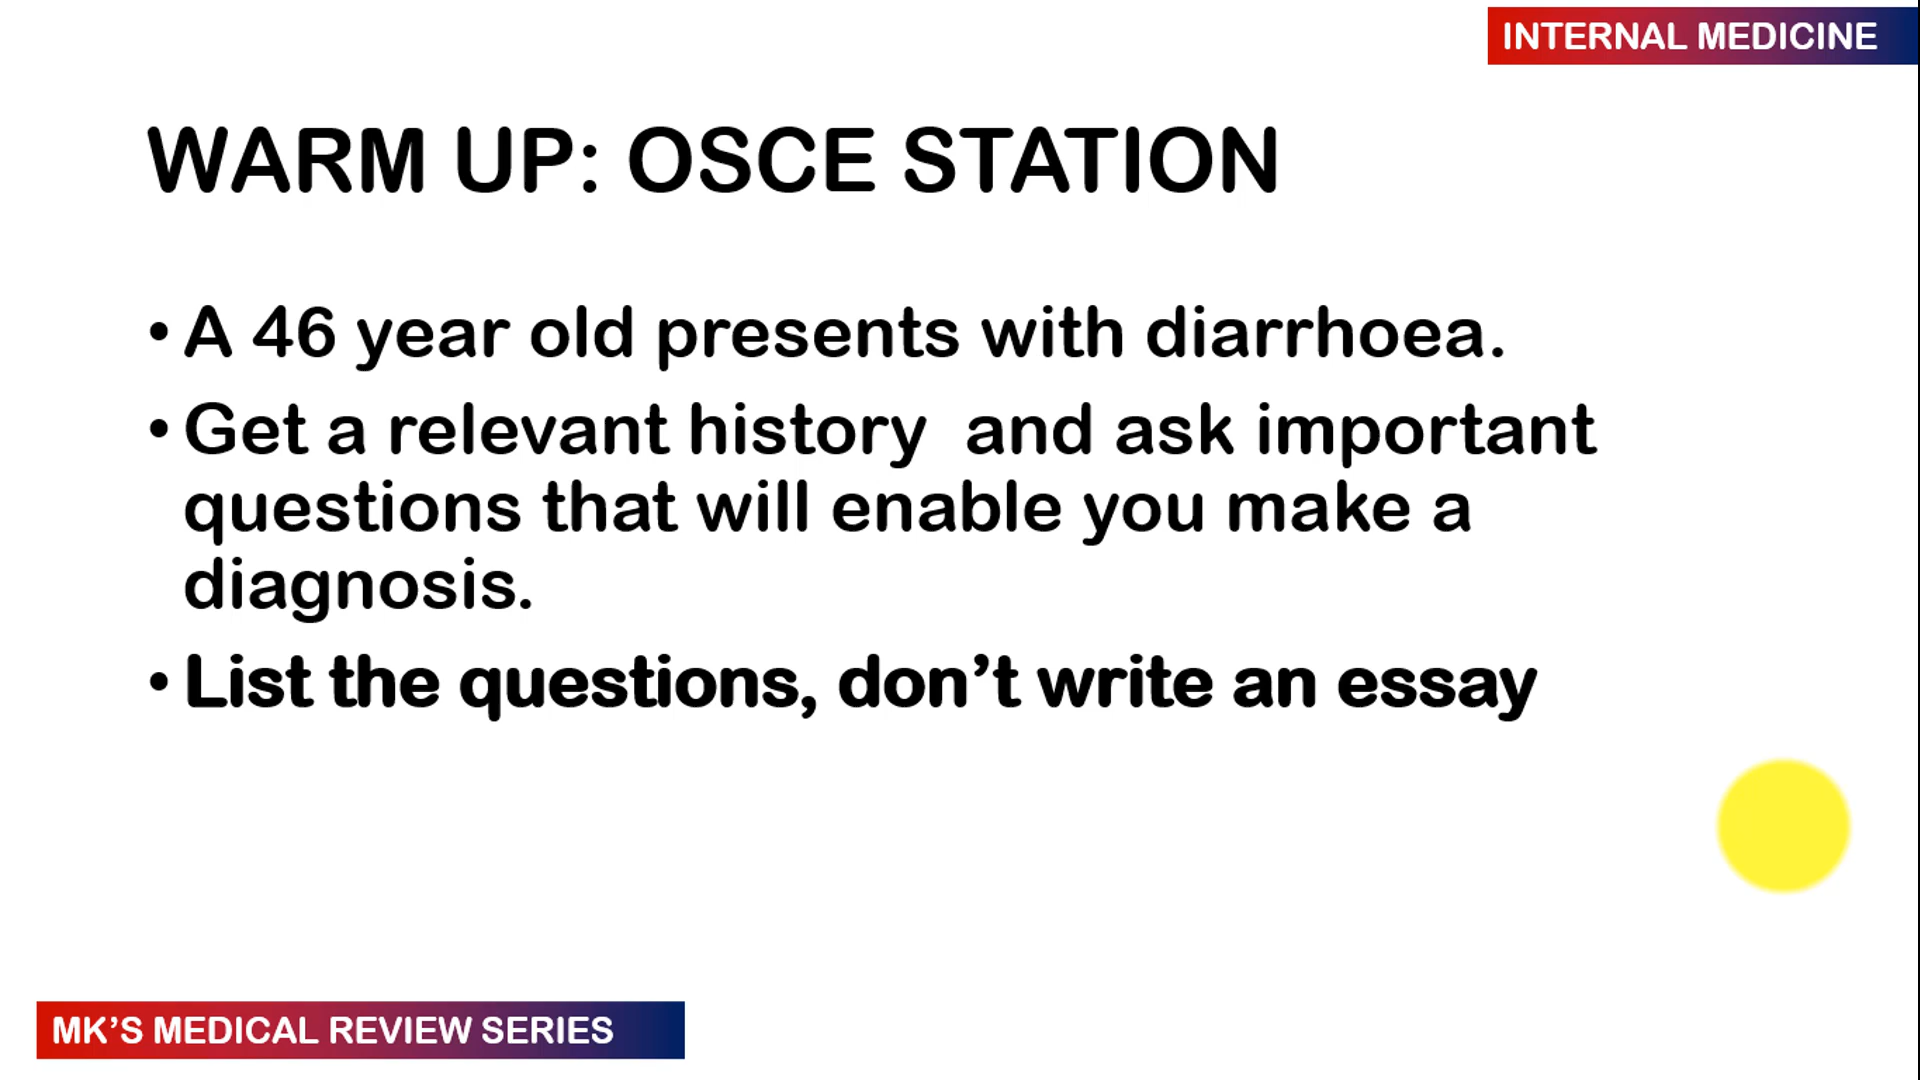 INTERNAL MEDICINE
WARM UP: OSCE STATION
• A 46 year old presents with diarrhoea.
• Get a relevant history  and ask important
questions that will enable you make a
diagnosis.
• List the questions, don’t write an essay
MK’S MEDICAL REVIEW SERIES